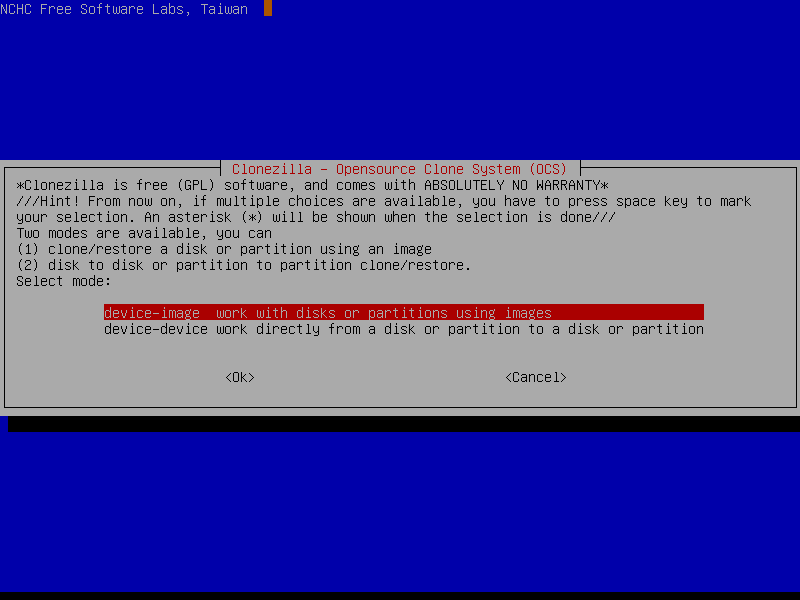 NCHC Free Software Labs, Taiwan
Clonezilla - Opensource Clone System (OCS)
*Clonezilla is free (GPL) software, and comes with ABSOLUTELY NO WARRANTY*
///Hint! From now on, if multiple choices are available, you have to press space key to mark
your selection. An asterisk (*) will be shown when the selection is done///
Two modes are available, you can
(1) clone/restore a disk or partition using an image
(2) disk to disk or partition to partition clone/restore.
Select mode:
device-image work with disks or partitions using images
device-device work directly from a disk or partition to a disk or partition
<Ok> <Cancel>